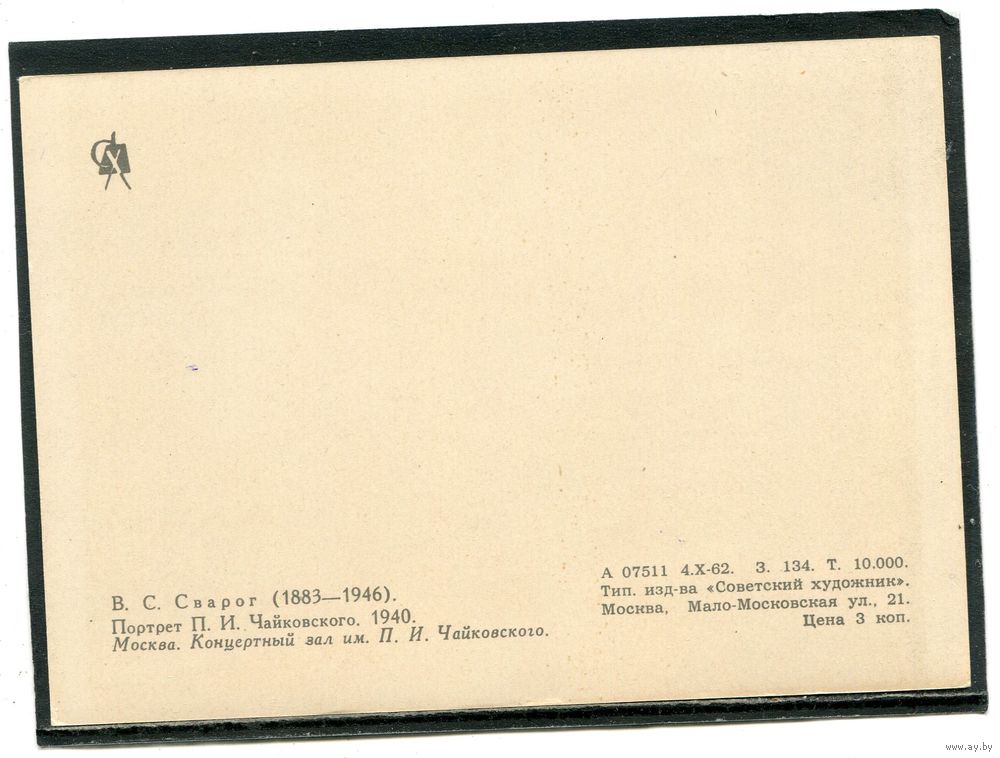 СХ
В. С. Сварог (1883—1946).
Портрет П. И. Чайковского. 1940.
Москва. Концертный зал им. П. И. Чайковского.
А 07511 4.X-62. З. 134. Т. 10.000.
Тип. изд-ва «Советский художник».
Москва, Мало-Московская ул., 21.
Цена 3 коп.
www.ay.by